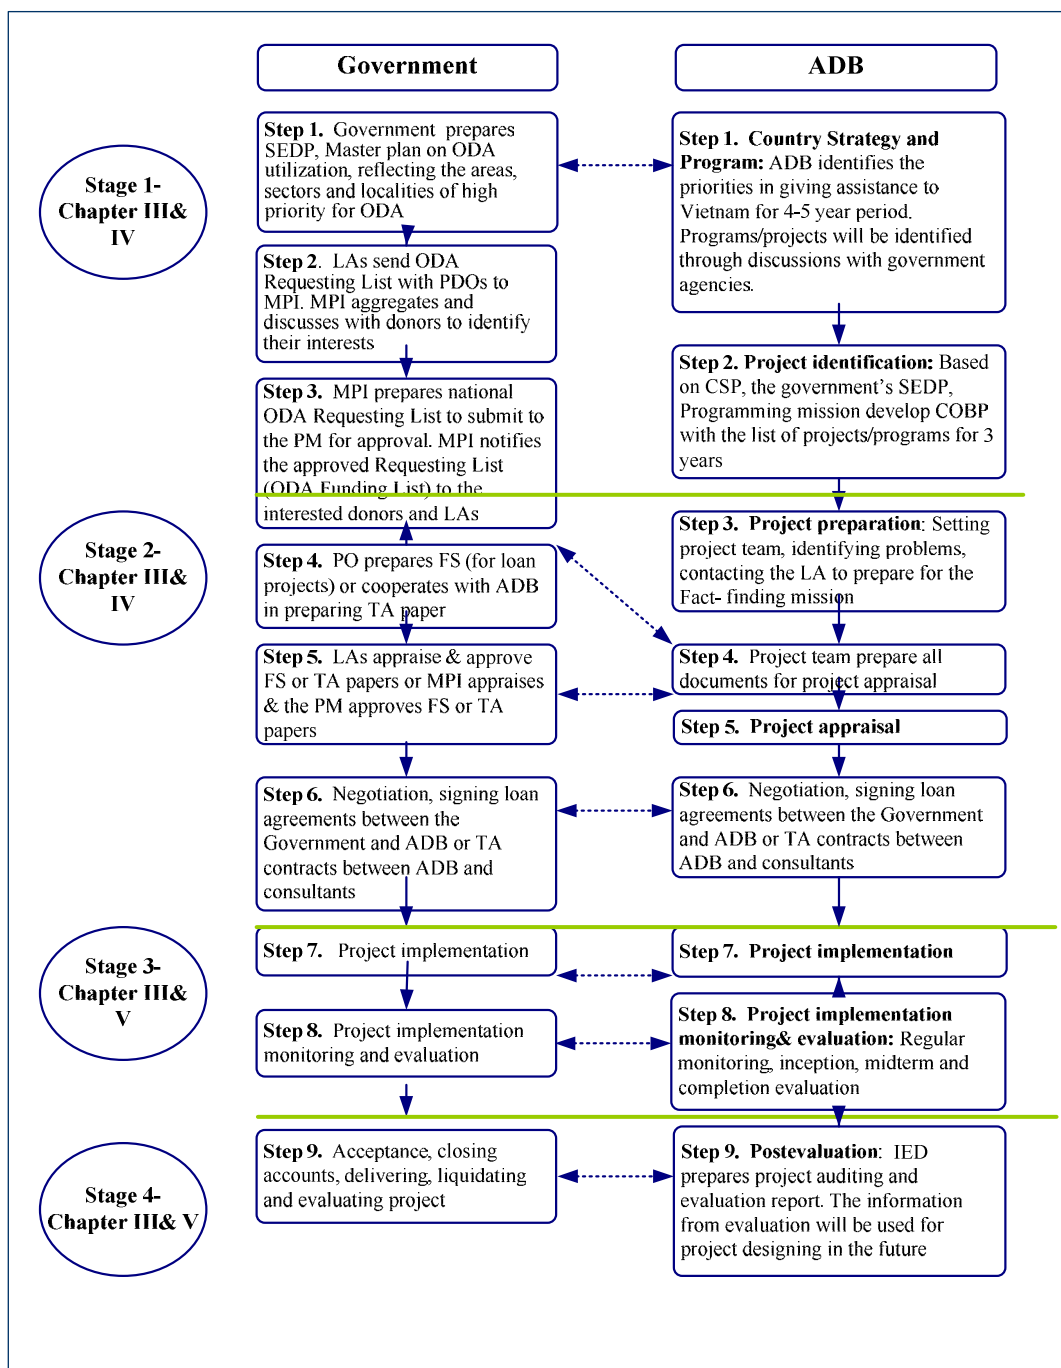 Government
ADB
Stage 1-
Chapter III&
IV
Step 1. Government prepares
SEDP, Master plan on ODA
utilization, reflecting the areas,
sectors and localities of high
priority for ODA
Step 1. Country Strategy and
Program: ADB identifies the
priorities in giving assistance to
Vietnam for 4-5 year period.
Programs/projects will be identified
through discussions with government
agencies.
Step 2. LAs send ODA
Requesting List with PDOs to
MPI. MPI aggregates and
discusses with donors to identify
their interests
Step 2. Project identification: Based
on CSP, the government's SEDP,
Programming mission develop COBP
with the list of projects/programs for 3
years
Step 3. MPI prepares national
ODA Requesting List to submit to
the PM for approval. MPI notifies
the approved Requesting List
(ODA Funding List) to the
interested donors and LAs
Stage 2-
Chapter III&
IV
Step 3. Project preparation: Setting
project team, identifying problems,
contacting the LA to prepare for the
Fact- finding mission
Step 4. PO prepares FS (for loan
projects) or cooperates with ADB
in preparing TA paper
Step 4. Project team prepare all
documents for project appraisal
Step 5. LAs appraise & approve
FS or TA papers or MPI appraises
& the PM approves FS or TA
papers
Step 5. Project appraisal
Step 6. Negotiation, signing loan
agreements between the
Government and ADB or TA
contracts between ADB and
consultants
Step 6. Negotiation, signing loan
agreements between the Government
and ADB or TA contracts between
ADB and consultants
Stage 3-
Chapter III&
V
Step 7. Project implementation
Step 7. Project implementation
Step 8. Project implementation
monitoring and evaluation
Step 8. Project implementation
monitoring& evaluation: Regular
monitoring, inception, midterm and
completion evaluation
Stage 4-
Chapter III& V
Step 9. Acceptance, closing
accounts, delivering, liquidating
and evaluating project
Step 9. Postevaluation: IED
prepares project auditing and
evaluation report. The information
from evaluation will be used for
project designing in the future